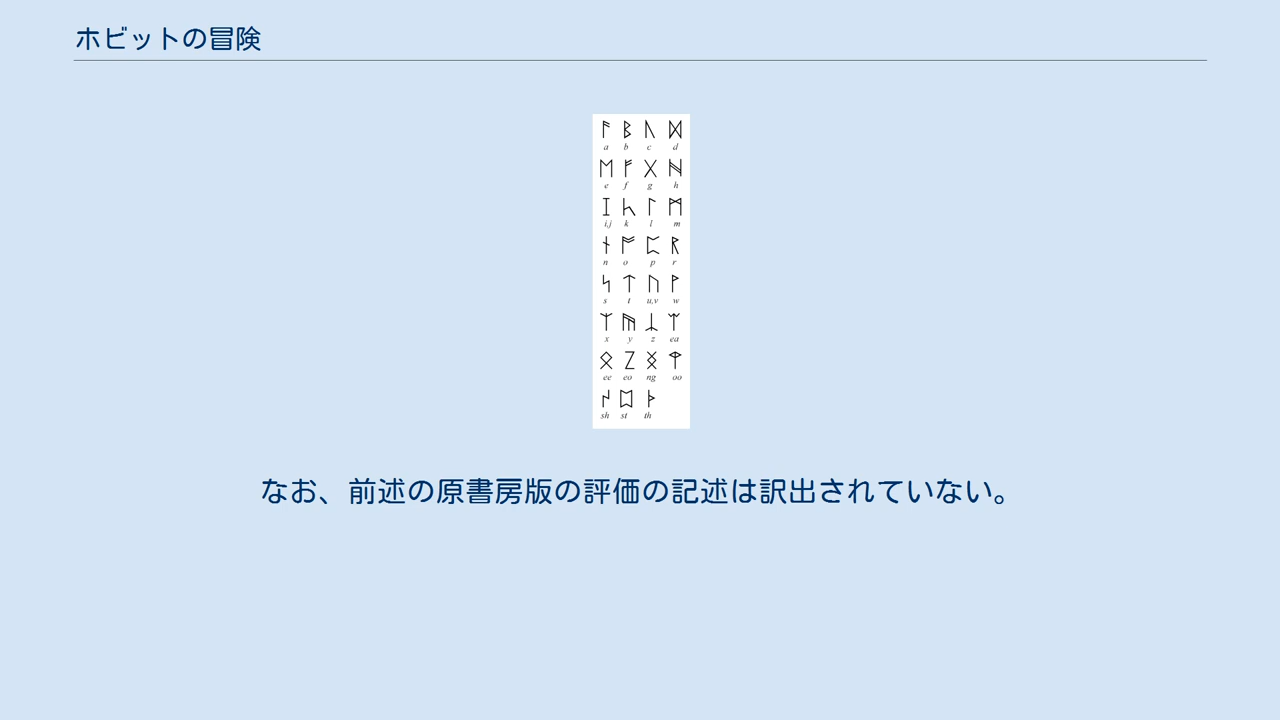 ホビットの冒険
ᚫ ᛒ ᚳ ᛞ
a b c d
ᛖ ᚠ ᚷ ᚻ
e f g h
ᛁ ᛱ ᛚ ᛗ
i,j k l m
ᚾ ᚩ ᛈ ᚱ
n o p r
ᛋ ᛏ ᚢ ᚹ
s t u,v w
ᛉ ᚣ ᛣ ᛠ
x y z ea
ᛟ ᛇ ᛝ ᛳ
ee eo ng oo
ᛲ ᛥ ᚦ
sh st th
なお、前述の原書房版の評価の記述は訳出されていない。